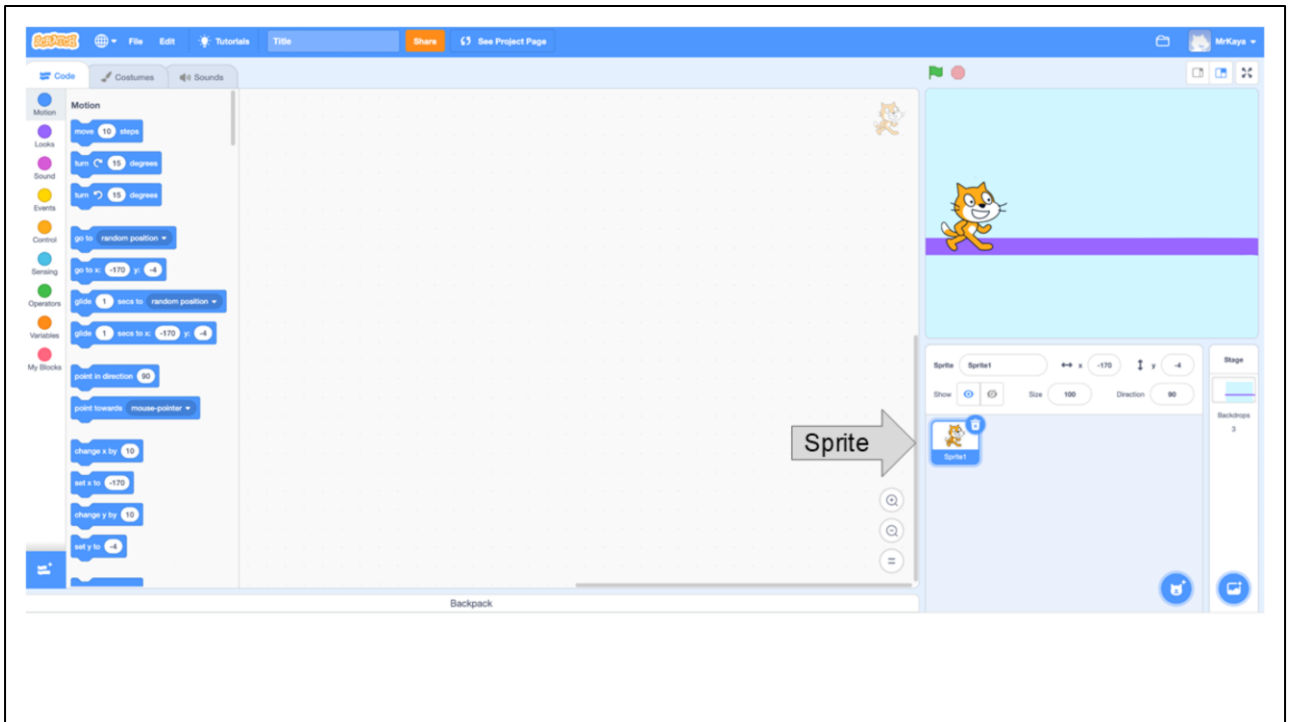 SCRATCH File Edit Tutorials Title Share See Project Page MrKaya
Code Costumes Sounds
Motion
Looks
Sound
Events
Control
Sensing
Operators
Variables
My Blocks
Motion
move 10 steps
turn 15 degrees
turn 15 degrees
go to random position
go to x: -170 y: -4
glide 1 secs to random position
glide 1 secs to x: -170 y: -4
point in direction 90
point towards mouse-pointer
change x by 10
set x to -170
change y by 10
set y to -4
Sprite
Backpack
Sprite Sprite1 x -170 y -4
Show Size 100 Direction 90
Sprite1
Stage
Backdrops
3